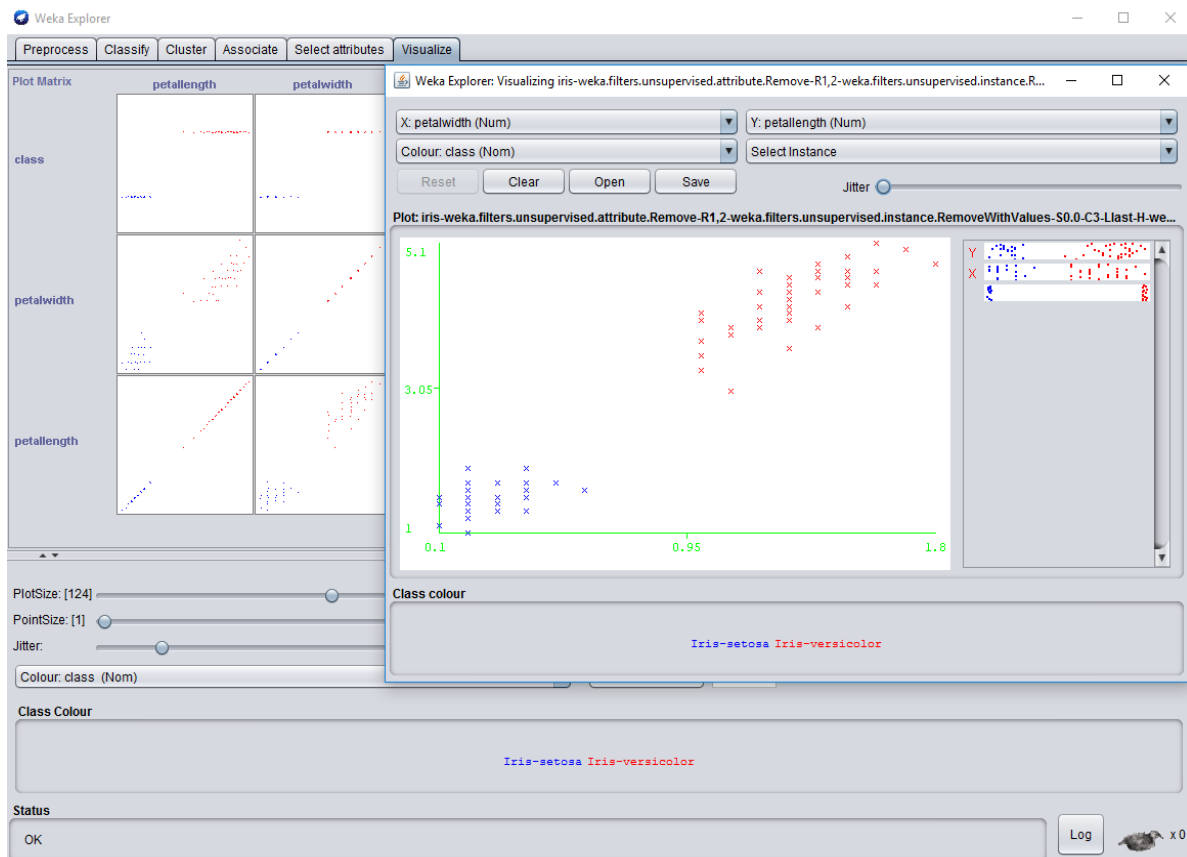 Weka Explorer
Preprocess Classify Cluster Associate Select attributes Visualize
Plot Matrix petallength petalwidth
class
petalwidth
petallength
PlotSize: [124]
PointSize: [1]
Jitter:
Colour: class (Nom)
Class Colour
Iris-setosa Iris-versicolor
Status
OK
Log x 0
Weka Explorer: Visualizing iris-weka.filters.unsupervised.attribute.Remove-R1,2-weka.filters.unsupervised.instance.R...
X: petalwidth (Num) Y: petallength (Num)
Colour: class (Nom) Select Instance
Reset Clear Open Save Jitter
Plot: iris-weka.filters.unsupervised.attribute.Remove-R1,2-weka.filters.unsupervised.instance.RemoveWithValues-S0.0-C3-Llast-H-we...
5.1
3.05
1
0.1 0.95 1.8
Y
X
Class colour
Iris-setosa Iris-versicolor